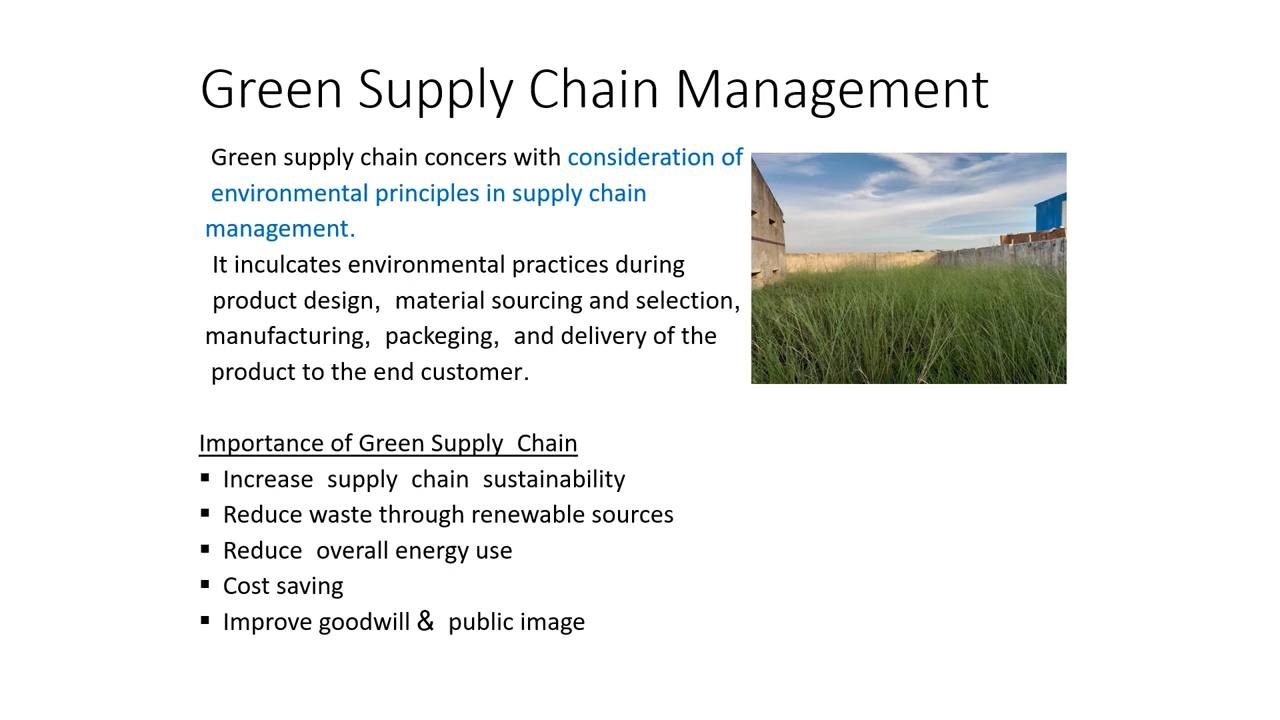 Green Supply Chain Management
Green supply chain concers with consideration of
environmental principles in supply chain
management.
It inculcates environmental practices during
product design, material sourcing and selection,
manufacturing, packeging, and delivery of the
product to the end customer.
Importance of Green Supply Chain
▪ Increase supply chain sustainability
▪ Reduce waste through renewable sources
▪ Reduce overall energy use
▪ Cost saving
▪ Improve goodwill & public image